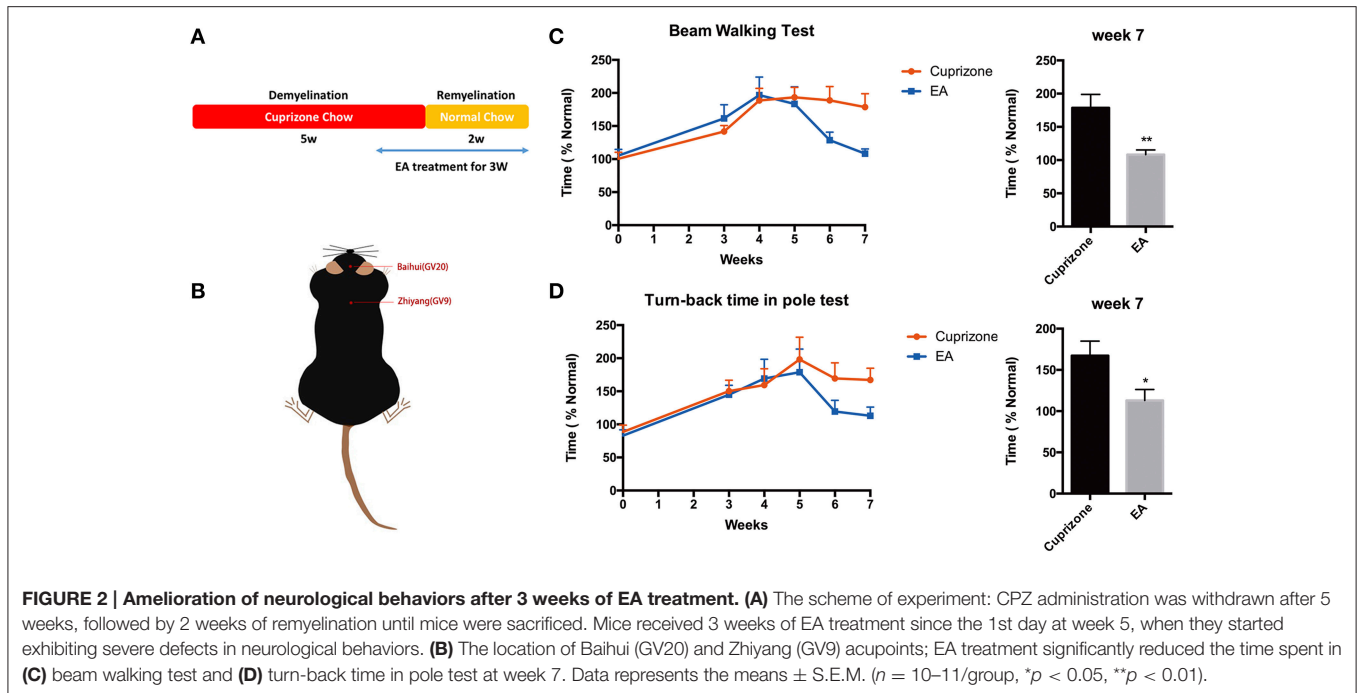 A
Demyelination
Remyelination
Cuprizone Chow
Normal Chow
5w
2w
EA treatment for 3W
B
Baihui(GV20)
Zhiyang(GV9)
C
Beam Walking Test
Time ( % Normal)
250
200
150
100
50
0
0 1 2 3 4 5 6 7
Weeks
Cuprizone
EA
week 7
Time ( % Normal)
250
200
150
100
50
0
**
Cuprizone
EA
D
Turn-back time in pole test
Time ( % Normal)
250
200
150
100
50
0
0 1 2 3 4 5 6 7
Weeks
Cuprizone
EA
week 7
Time ( % Normal)
200
150
100
50
0
*
Cuprizone
EA
FIGURE 2 | Amelioration of neurological behaviors after 3 weeks of EA treatment. (A) The scheme of experiment: CPZ administration was withdrawn after 5
weeks, followed by 2 weeks of remyelination until mice were sacrificed. Mice received 3 weeks of EA treatment since the 1st day at week 5, when they started
exhibiting severe defects in neurological behaviors. (B) The location of Baihui (GV20) and Zhiyang (GV9) acupoints; EA treatment significantly reduced the time spent in
(C) beam walking test and (D) turn-back time in pole test at week 7. Data represents the means ± S.E.M. (n = 10–11/group, *p < 0.05, **p < 0.01).